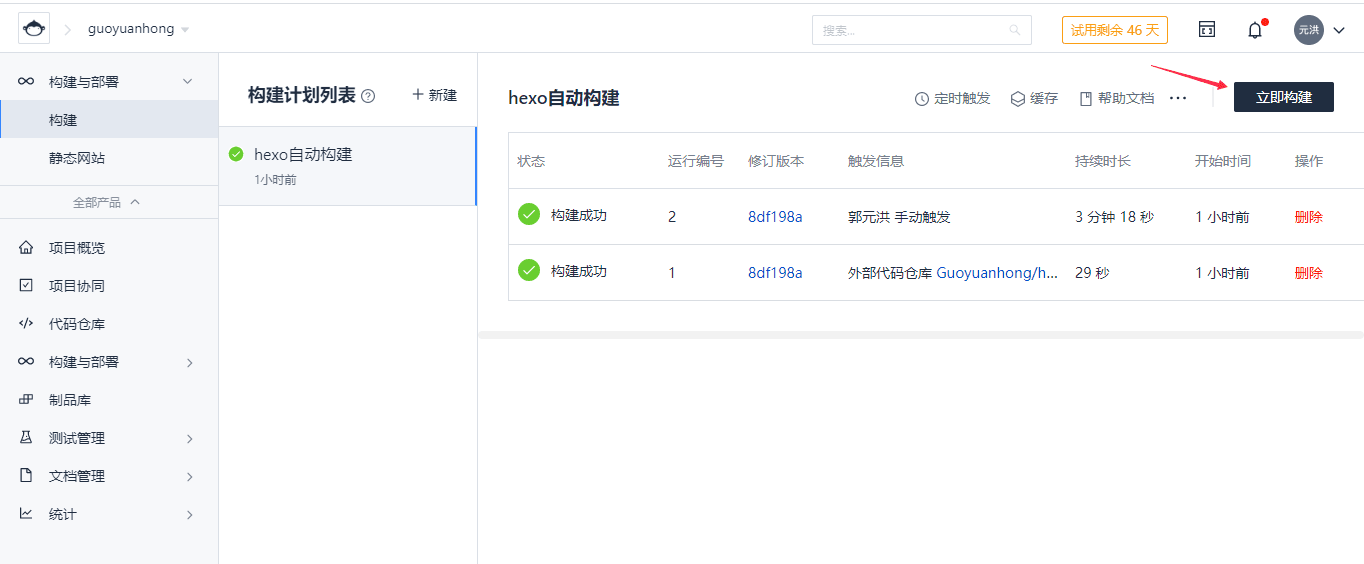 guoyuanhong
搜索...
试用剩余 46 天
元洪
构建与部署
构建
静态网站
全部产品
项目概览
项目协同
代码仓库
构建与部署
制品库
测试管理
文档管理
统计
构建计划列表
新建
hexo自动构建
1小时前
hexo自动构建
定时触发
缓存
帮助文档
立即构建
状态 运行编号 修订版本 触发信息 持续时长 开始时间 操作
构建成功 2 8df198a 郭元洪 手动触发 3 分钟 18 秒 1 小时前 删除
构建成功 1 8df198a 外部代码仓库 Guoyuanhong/h... 29 秒 1 小时前 删除